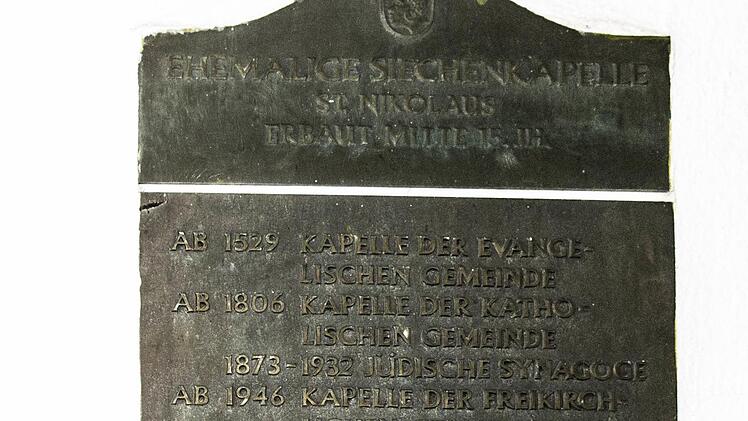 EHEMALIGE SIECHENKAPELLE
ST. NIKOLAUS
ERBAUT MITTE 15. JH.
AB 1529 KAPELLE DER EVANGE-
LISCHEN GEMEINDE
AB 1806 KAPELLE DER KATHO-
LISCHEN GEMEINDE
1873-1932 JÜDISCHE SYNAGOGE
AB 1946 KAPELLE DER FREIKIRCH-